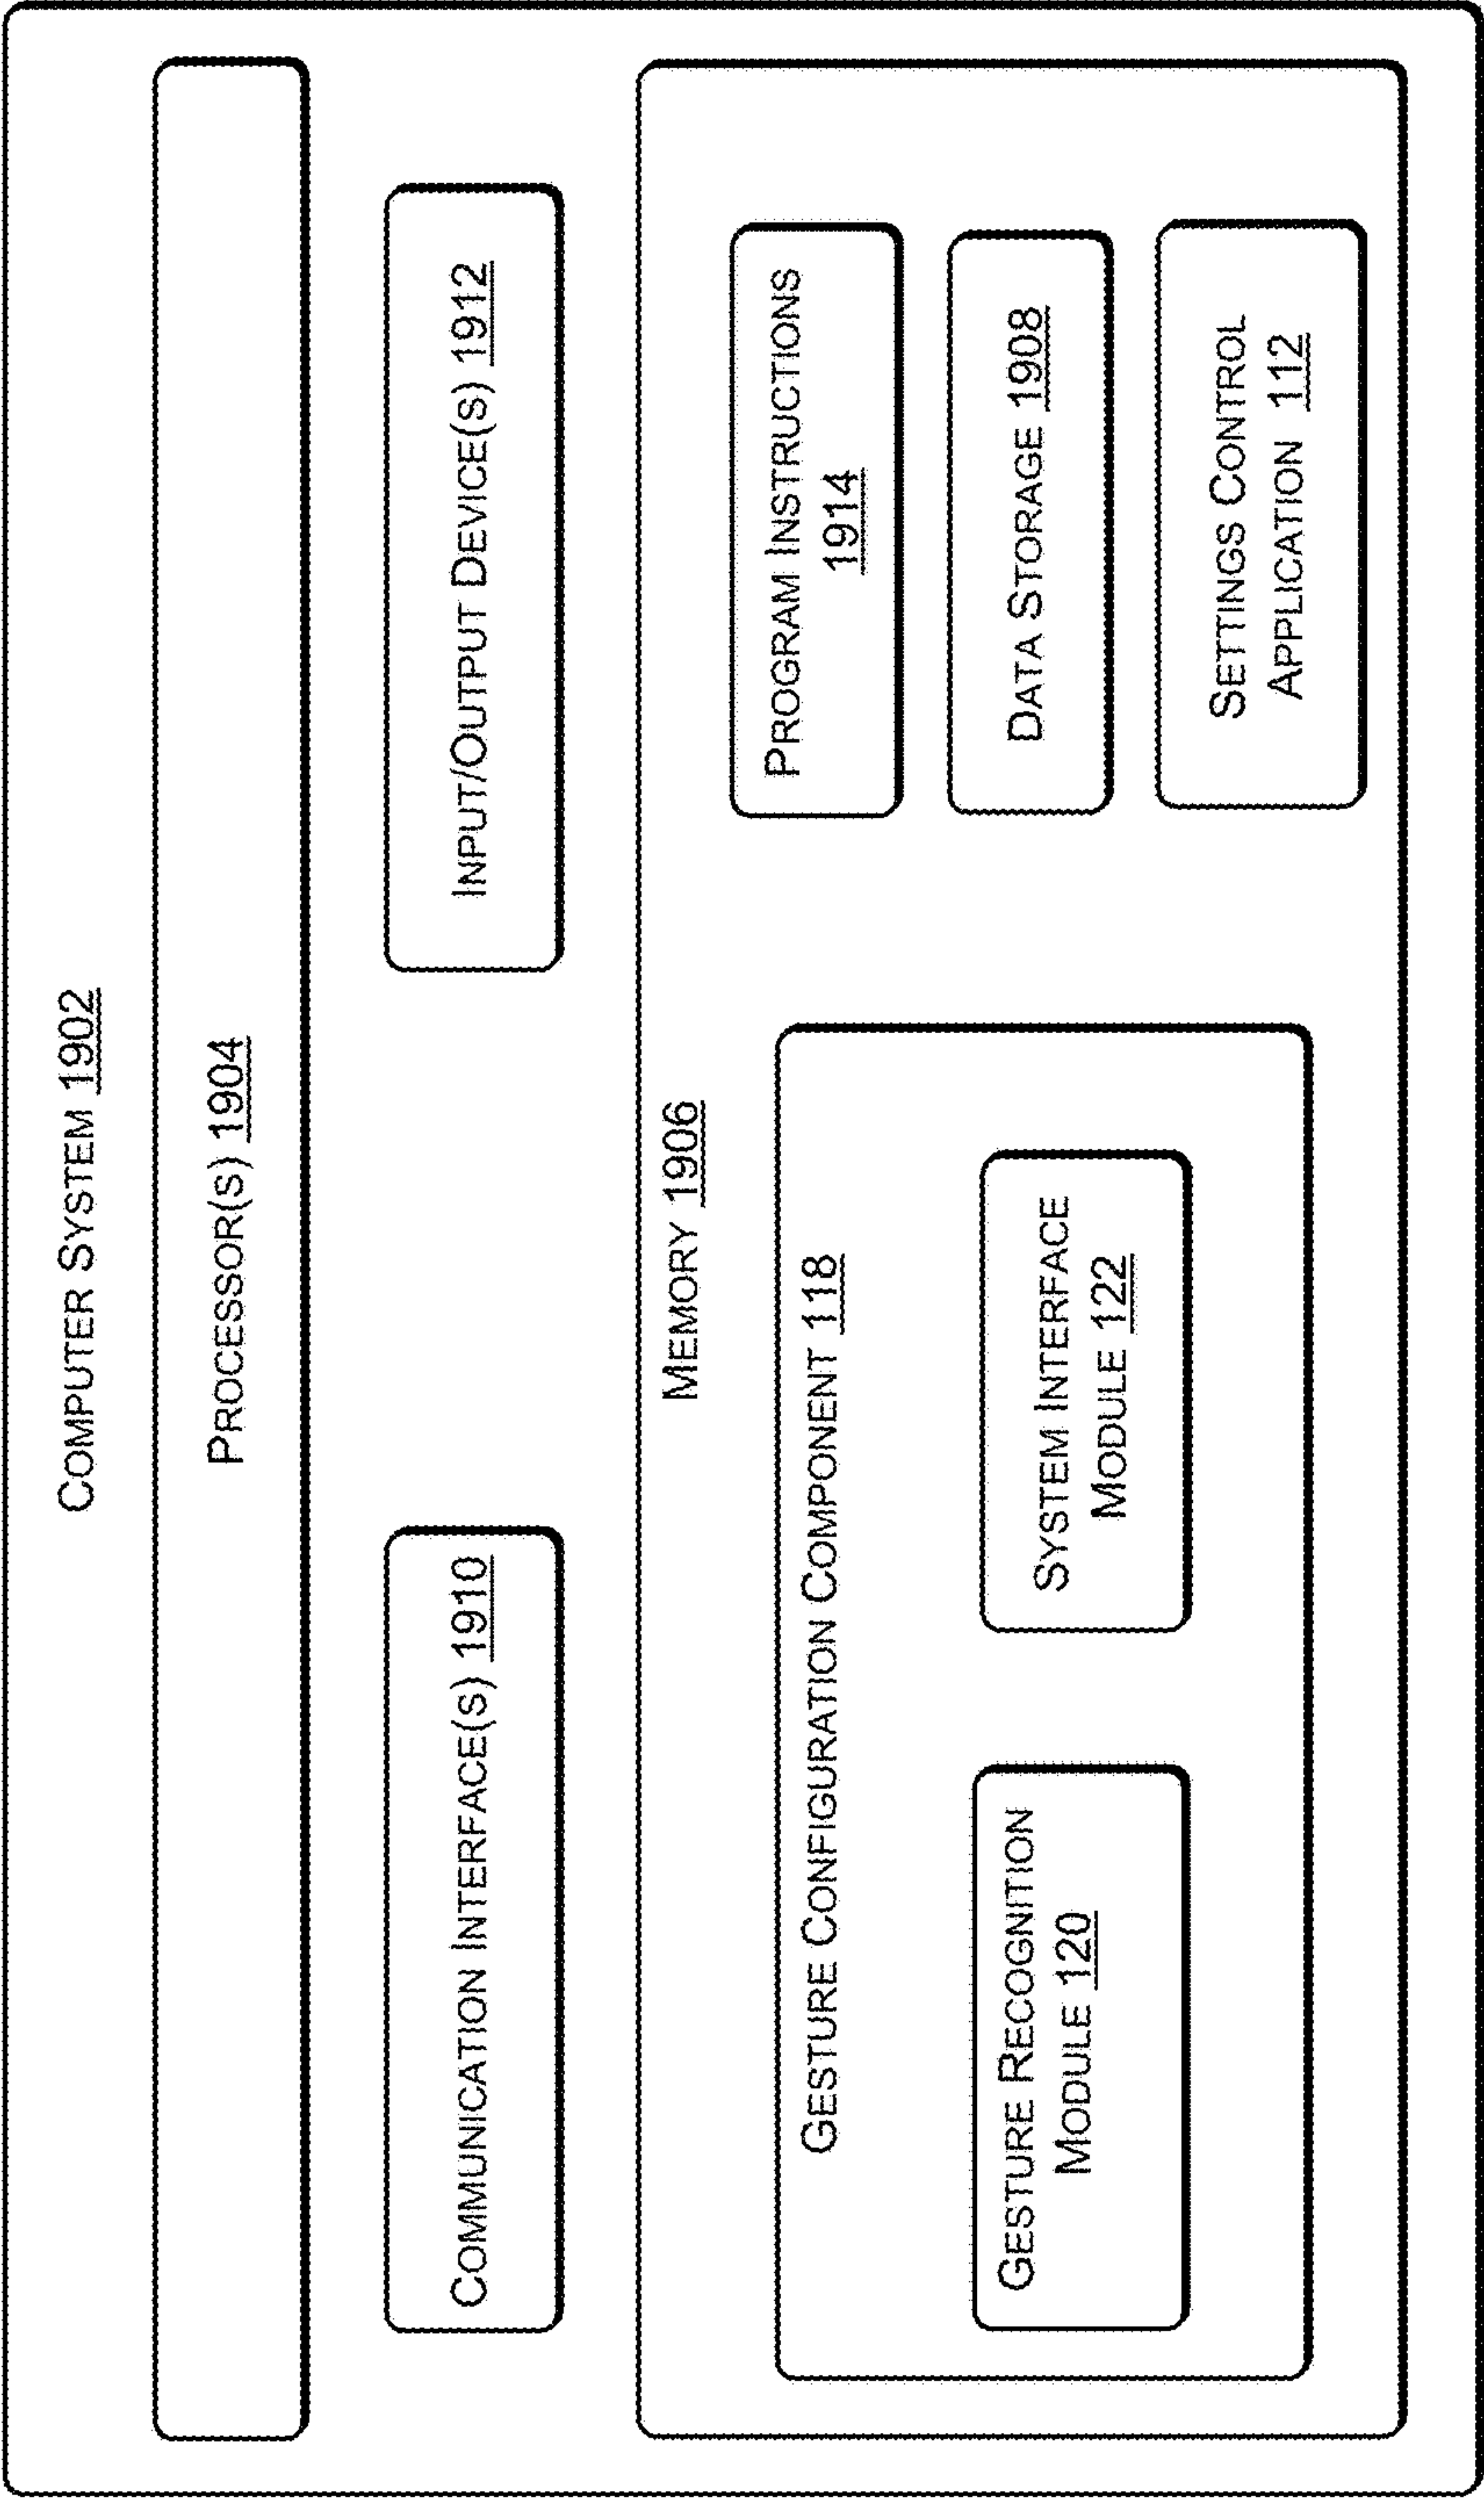 COMPUTER SYSTEM 1902
PROCESSOR(S) 1904
COMMUNICATION INTERFACE(S) 1910
INPUT/OUTPUT DEVICE(S) 1912
MEMORY 1906
GESTURE CONFIGURATION COMPONENT 118
GESTURE RECOGNITION
MODULE 120
SYSTEM INTERFACE
MODULE 122
PROGRAM INSTRUCTIONS
1914
DATA STORAGE 1908
SETTINGS CONTROL
APPLICATION 112